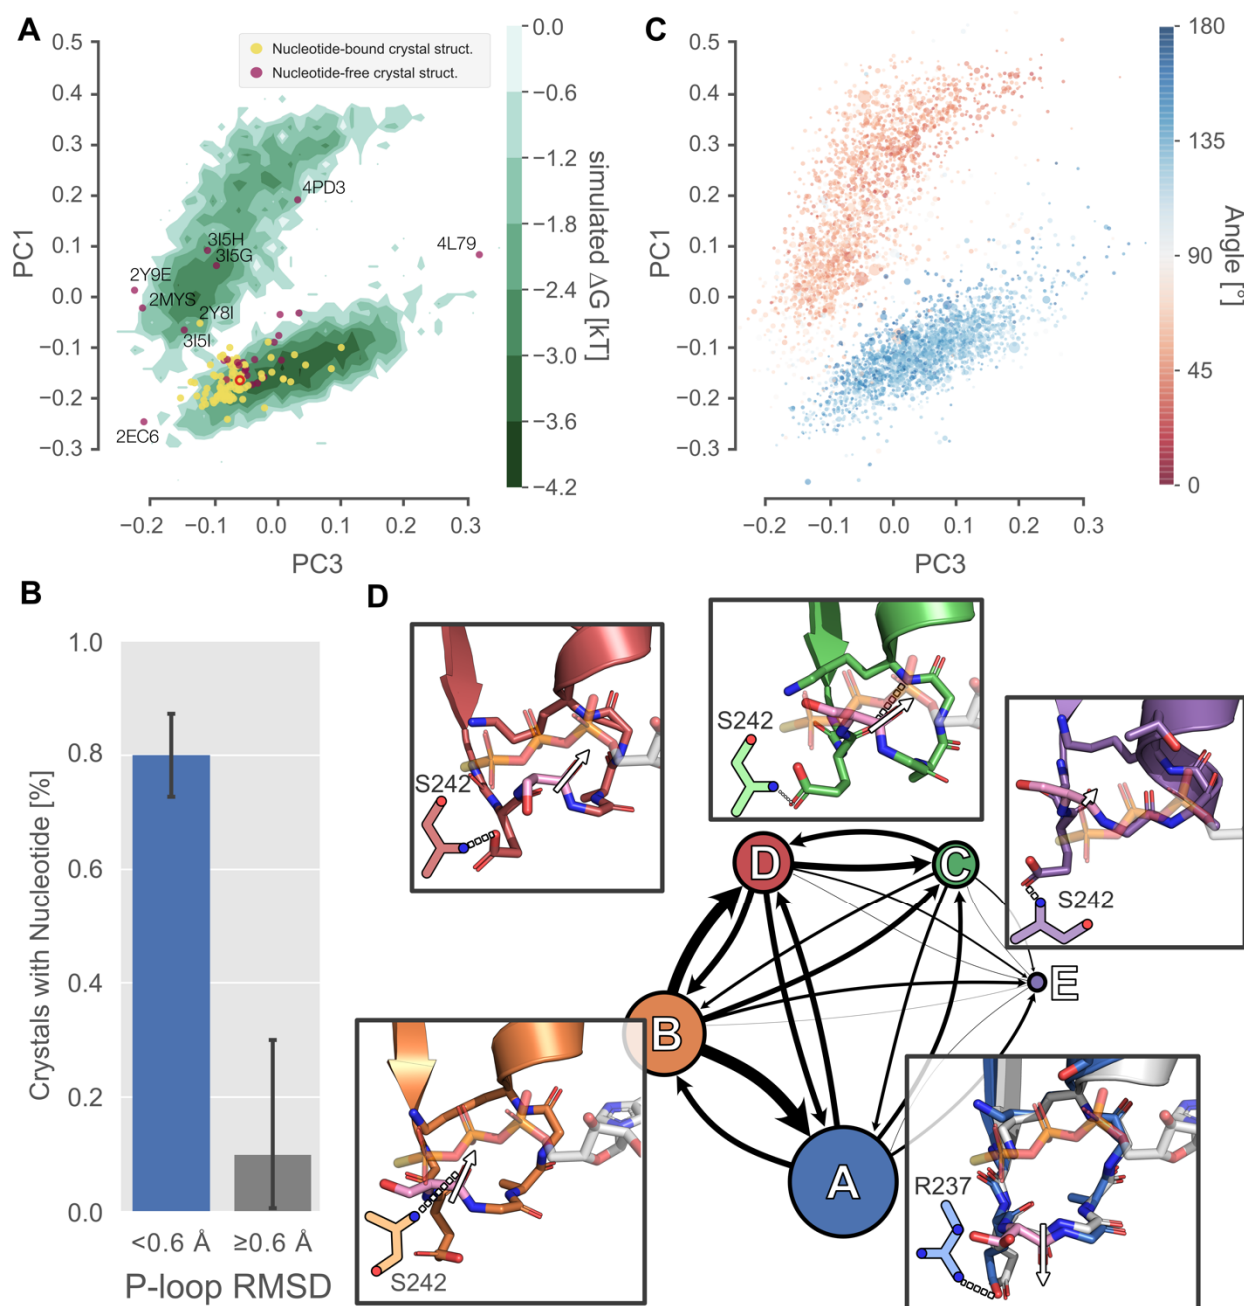 A
0.5
0.4
0.3
0.2
0.1
0.0
−0.1
−0.2
−0.3
PC1
Nucleotide-bound crystal struct.
Nucleotide-free crystal struct.
4PD3
4L79
3I5H
3I5G
2Y9E
2MYS
2Y8I
3I5I
2EC6
−0.2
−0.1
0.0
0.1
0.2
0.3
PC3
0.0
−0.6
−1.2
−1.8
−2.4
−3.0
−3.6
−4.2
simulated ΔG [kT]
C
0.5
0.4
0.3
0.2
0.1
0.0
−0.1
−0.2
−0.3
PC1
−0.2
−0.1
0.0
0.1
0.2
0.3
PC3
180
135
90
45
0
Angle [°]
B
1.0
0.8
0.6
0.4
0.2
0.0
Crystals with Nucleotide [%]
<0.6 Å
≥0.6 Å
P-loop RMSD
D
S242
S242
S242
D
C
E
B
A
S242
R237